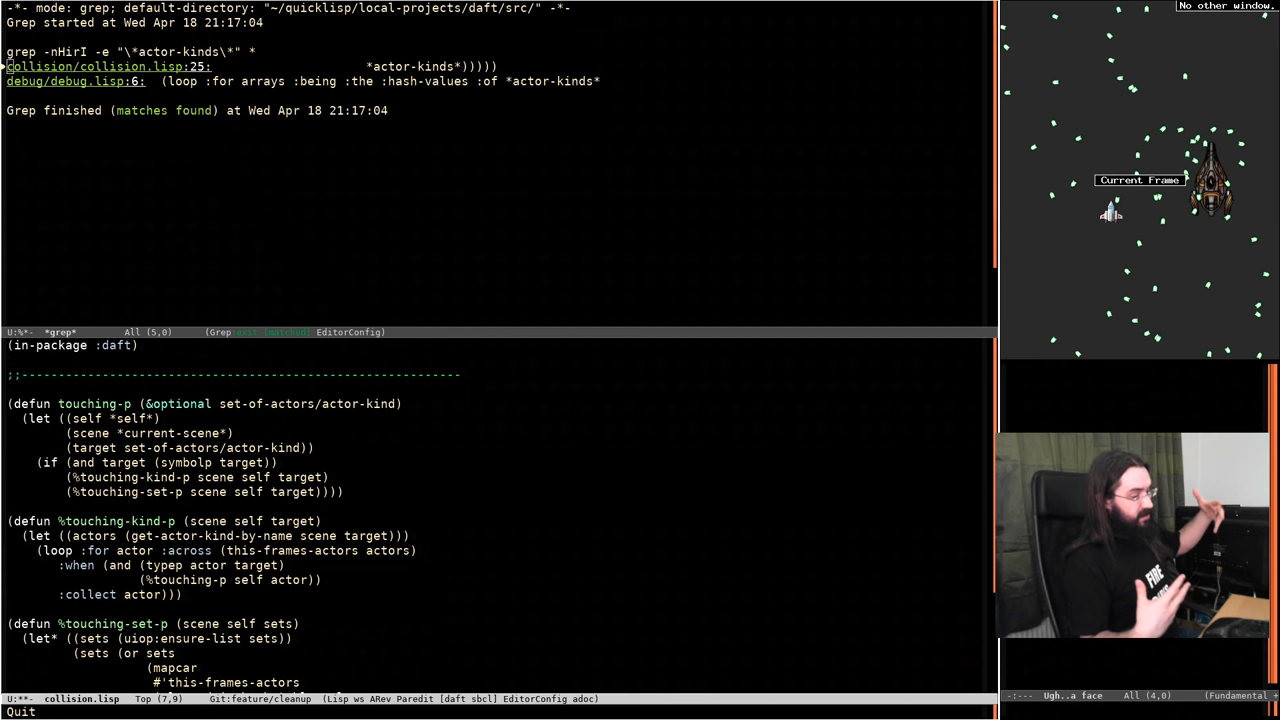 -*- mode: grep; default-directory: "~/quicklisp/local-projects/daft/src/" -*-
Grep started at Wed Apr 18 21:17:04
grep -nHirI -e "\*actor-kinds\*" *
collision/collision.lisp:25:                     *actor-kinds*)))))
debug/debug.lisp:6:  (loop :for arrays :being :the :hash-values :of *actor-kinds*
Grep finished (matches found) at Wed Apr 18 21:17:04
U:%*-  *grep*       All (5,0)     (Grep:exit [matched] EditorConfig)
(in-package :daft)
;;------------------------------------------------------------
(defun touching-p (&optional set-of-actors/actor-kind)
  (let ((self *self*)
        (scene *current-scene*)
        (target set-of-actors/actor-kind))
    (if (and target (symbolp target))
        (%touching-kind-p scene self target)
        (%touching-set-p scene self target))))
(defun %touching-kind-p (scene self target)
  (let ((actors (get-actor-kind-by-name scene target)))
    (loop :for actor :across (this-frames-actors actors)
       :when (and (typep actor target)
                  (%touching-p self actor))
       :collect actor)))
(defun %touching-set-p (scene self sets)
  (let* ((sets (uiop:ensure-list sets))
         (sets (or sets
                   (mapcar
                    #'this-frames-actors
U:**-  collision.lisp   Top (7,9)     Git:feature/cleanup  (Lisp ws ARev Paredit [daft sbcl] EditorConfig adoc)
Quit
No other window.
Current Frame
FIRE
-:---  Ugh..a face    All (4,0)     (Fundamental +